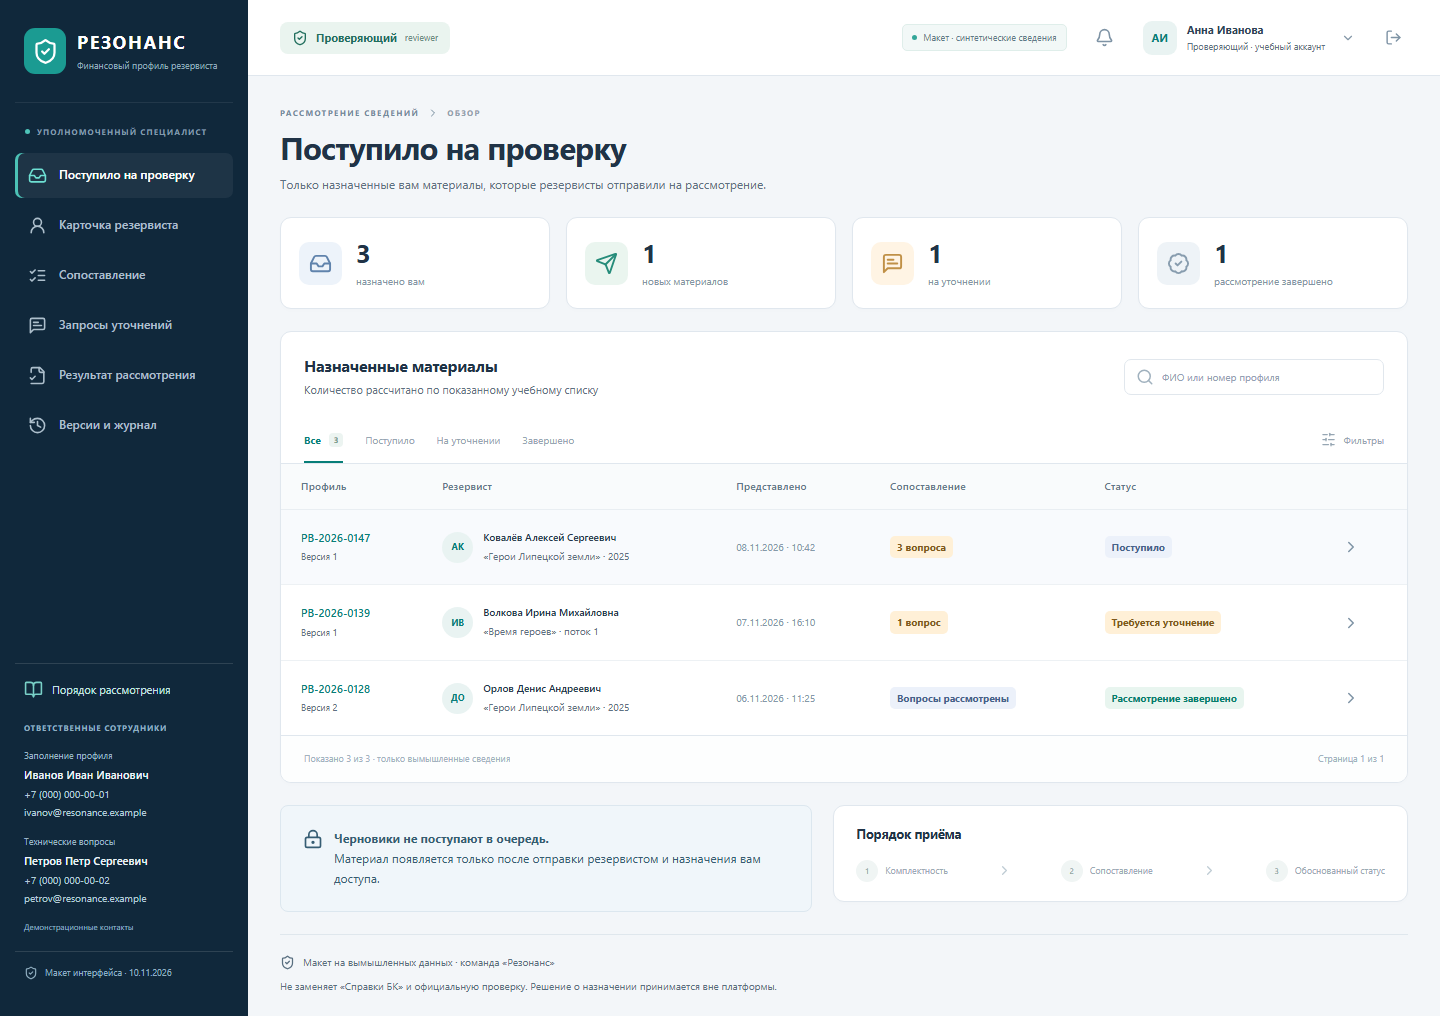 РЕЗОНАНС
Финансовый профиль резервиста
УПОЛНОМОЧЕННЫЙ СПЕЦИАЛИСТ
Поступило на проверку
Карточка резервиста
Сопоставление
Запросы уточнений
Результат рассмотрения
Версии и журнал
Порядок рассмотрения
ОТВЕТСТВЕННЫЕ СОТРУДНИКИ
Заполнение профиля
Иванов Иван Иванович
+7 (000) 000-00-01
ivanov@resonance.example
Технические вопросы
Петров Петр Сергеевич
+7 (000) 000-00-02
petrov@resonance.example
Демонстрационные контакты
Макет интерфейса · 10.11.2026
Проверяющий reviewer
Макет · синтетические сведения
АИ
Анна Иванова
Проверяющий · учебный аккаунт
РАССМОТРЕНИЕ СВЕДЕНИЙ ОБЗОР
Поступило на проверку
Только назначенные вам материалы, которые резервисты отправили на рассмотрение.
3
назначено вам
1
новых материалов
1
на уточнении
1
рассмотрение завершено
Назначенные материалы
Количество рассчитано по показанному учебному списку
ФИО или номер профиля
Все 3 Поступило На уточнении Завершено
Фильтры
Профиль Резервист Представлено Сопоставление Статус
РВ-2026-0147
Версия 1
АК
Ковалёв Алексей Сергеевич
«Герои Липецкой земли» · 2025
08.11.2026 · 10:42
3 вопроса
Поступило
РВ-2026-0139
Версия 1
ИВ
Волкова Ирина Михайловна
«Время героев» · поток 1
07.11.2026 · 16:10
1 вопрос
Требуется уточнение
РВ-2026-0128
Версия 2
ДО
Орлов Денис Андреевич
«Герои Липецкой земли» · 2025
06.11.2026 · 11:25
Вопросы рассмотрены
Рассмотрение завершено
Показано 3 из 3 · только вымышленные сведения
Страница 1 из 1
Черновики не поступают в очередь.
Материал появляется только после отправки резервистом и назначения вам
доступа.
Порядок приёма
1 Комплектность
2 Сопоставление
3 Обоснованный статус
Макет на вымышленных данных · команда «Резонанс»
Не заменяет «Справки БК» и официальную проверку. Решение о назначении принимается вне платформы.